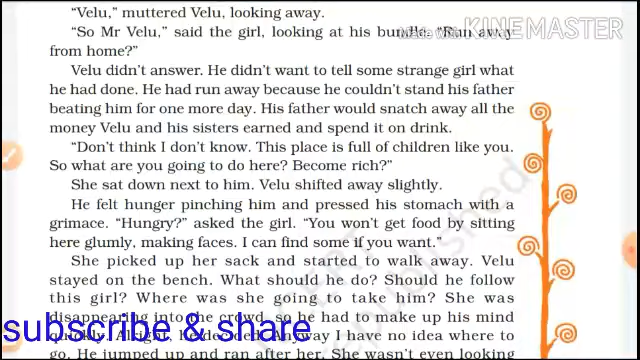 "Velu," muttered Velu, looking away.
Made with KINEMASTER
"So Mr Velu," said the girl, looking at his bundle. "Run away
from home?"
Velu didn't answer. He didn't want to tell some strange girl what
he had done. He had run away because he couldn't stand his father
beating him for one more day. His father would snatch away all the
money Velu and his sisters earned and spend it on drink.
"Don't think I don't know. This place is full of children like you.
So what are you going to do here? Become rich?"
She sat down next to him. Velu shifted away slightly.
He felt hunger pinching him and pressed his stomach with a
grimace. "Hungry?" asked the girl. "You won't get food by sitting
here glumly, making faces. I can find some if you want."
She picked up her sack and started to walk away. Velu
stayed on the bench. What should he do? Should he follow
this girl? Where was she going to take him? She was
disappearing into the crowd, so he had to make up his mind
subscribe & share
quickly. Alright, he decided. Anyway I have no idea where to
go. He jumped up and ran after her. She wasn't even looking